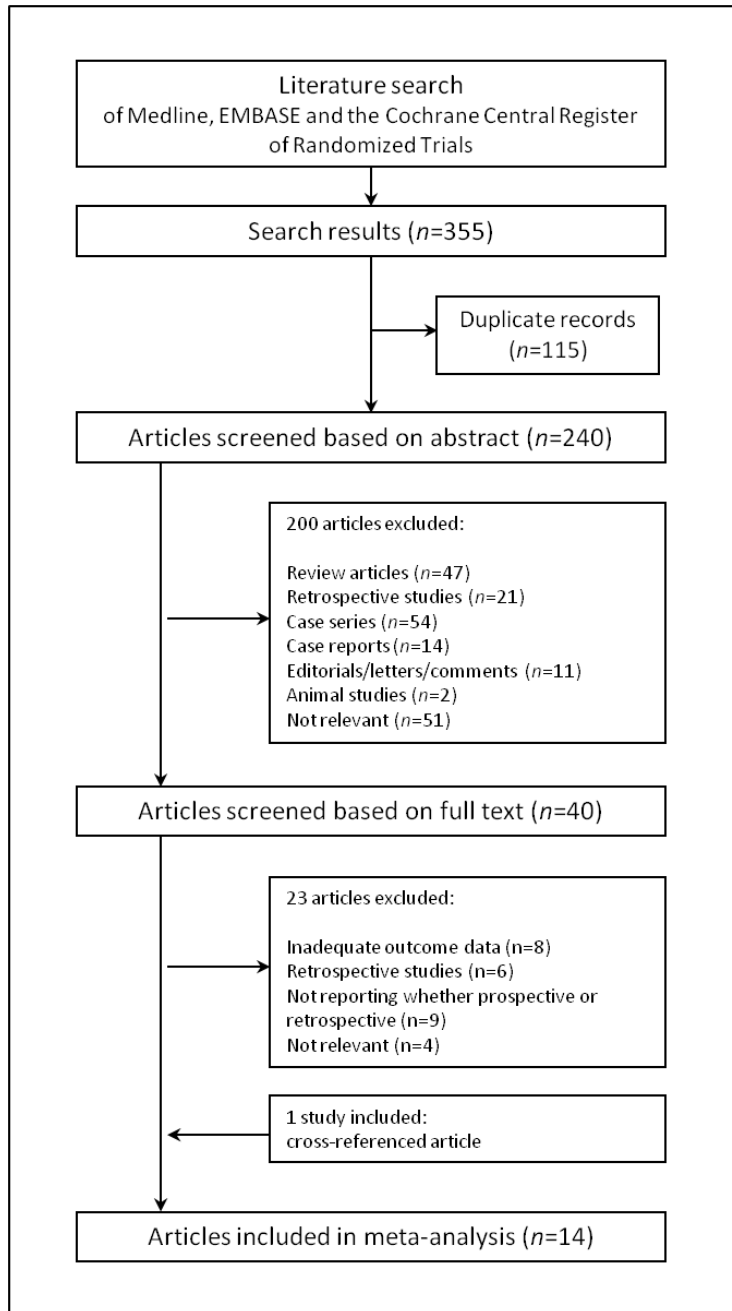 Literature search
of Medline, EMBASE and the Cochrane Central Register
of Randomized Trials
Search results (n=355)
Duplicate records
(n=115)
Articles screened based on abstract (n=240)
200 articles excluded:
Review articles (n=47)
Retrospective studies (n=21)
Case series (n=54)
Case reports (n=14)
Editorials/letters/comments (n=11)
Animal studies (n=2)
Not relevant (n=51)
Articles screened based on full text (n=40)
23 articles excluded:
Inadequate outcome data (n=8)
Retrospective studies (n=6)
Not reporting whether prospective or
retrospective (n=9)
Not relevant (n=4)
1 study included:
cross-referenced article
Articles included in meta-analysis (n=14)